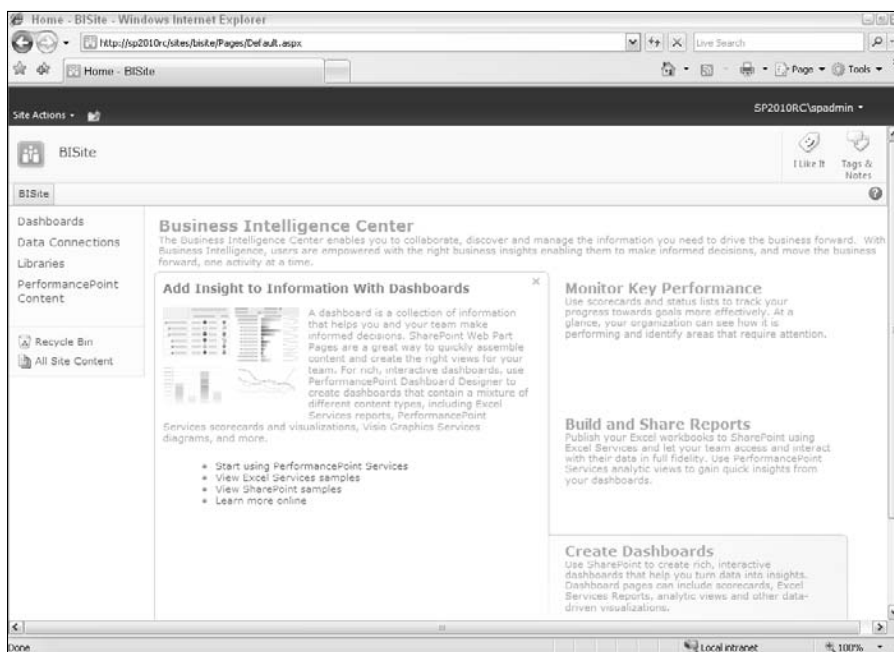 Home - BISite - Windows Internet Explorer
http://sp2010rc/sites/bisite/Pages/Default.aspx
Live Search
Home - BISite
Page
Tools
Site Actions
SP2010RC\spadmin
BISite
I Like It
Tags &
Notes
BISite
Dashboards
Data Connections
Libraries
PerformancePoint
Content
Recycle Bin
All Site Content
Business Intelligence Center
The Business Intelligence Center enables you to collaborate, discover and manage the information you need to drive the business forward. With
Business Intelligence, users are empowered with the right business insights enabling them to make informed decisions, and move the business
forward, one activity at a time.
Add Insight to Information With Dashboards
A dashboard is a collection of information
that helps you and your team make
informed decisions. SharePoint Web Part
Pages are a great way to quickly assemble
content and create the right views for your
team. For rich, interactive dashboards, use
PerformancePoint Dashboard Designer to
create dashboards that contain a mixture of
different content types, including Excel
Services reports, PerformancePoint
Services scorecards and visualizations, Visio Graphics Services
diagrams, and more.
Start using PerformancePoint Services
View Excel Services samples
View SharePoint samples
Learn more online
Monitor Key Performance
Use scorecards and status lists to track your
progress towards goals more effectively. At a
glance, your organization can see how it is
performing and identify areas that require attention.
Build and Share Reports
Publish your Excel workbooks to SharePoint using
Excel Services and let your team access and interact
with their data in full fidelity. Use PerformancePoint
Services analytic views to gain quick insights from
your dashboards.
Create Dashboards
Use SharePoint to create rich, interactive
dashboards that help you turn data into insights.
Dashboard pages can include scorecards, Excel
Services Reports, analytic views and other data-
driven visualizations.
Done
Local intranet
100%